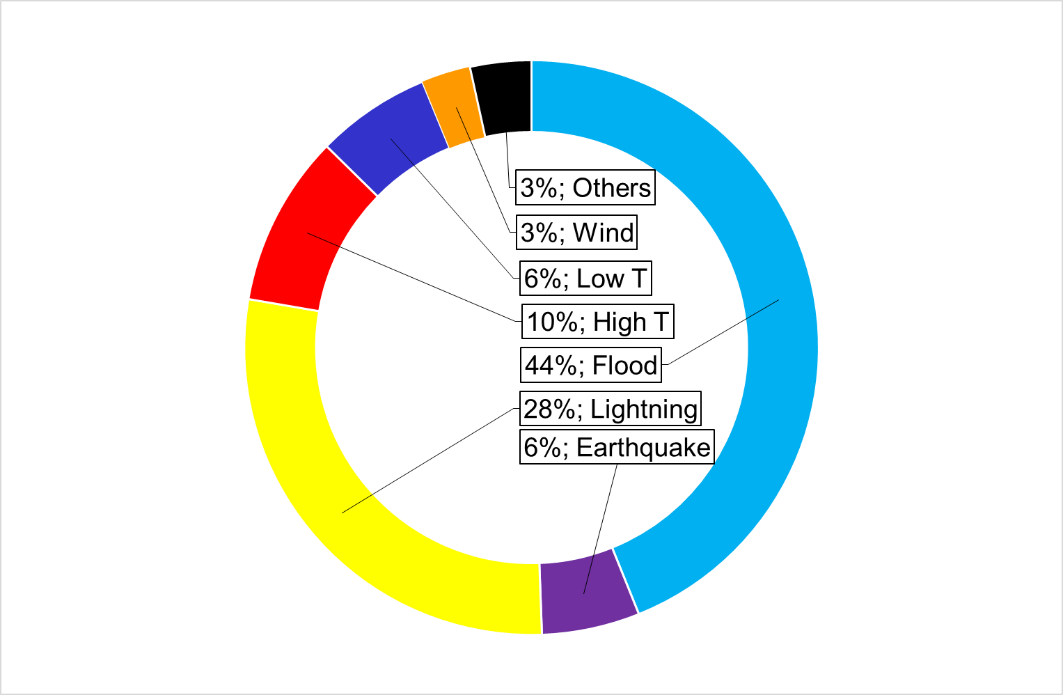 3%; Others
3%; Wind
6%; Low T
10%; High T
44%; Flood
28%; Lightning
6%; Earthquake